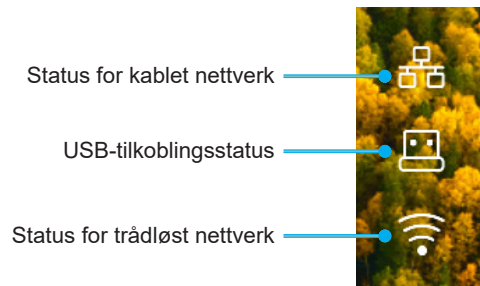 Status for kablet nettverk
USB-tilkoblingsstatus
Status for trådløst nettverk